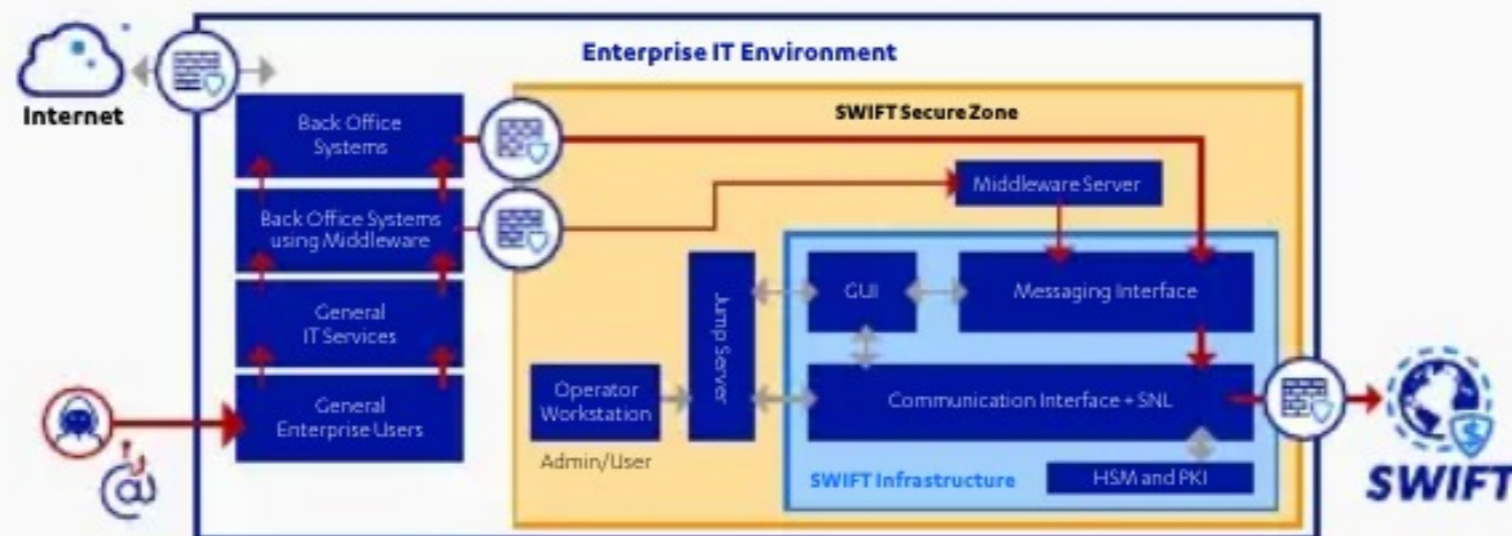 Enterprise IT Environment
Internet
SWIFT Secure Zone
Back Office
Systems
Middleware Server
Back Office Systems
using Middleware
General
IT Services
Jump Server
GUI
Messaging Interface
General
Enterprise Users
Operator
Workstation
Communication Interface + SNL
Admin/User
SWIFT Infrastructure
HSM and PKI
@
$
SWIFT